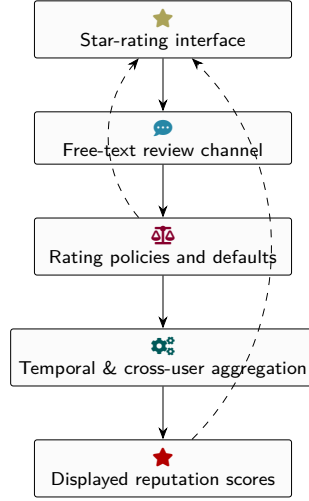 Star-rating interface
Free-text review channel
Rating policies and defaults
Temporal & cross-user aggregation
Displayed reputation scores